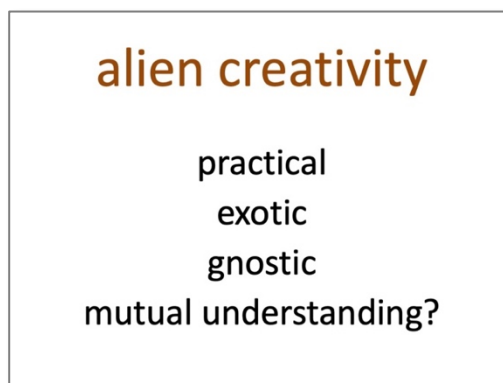 alien creativity
practical
exotic
gnostic
mutual understanding?